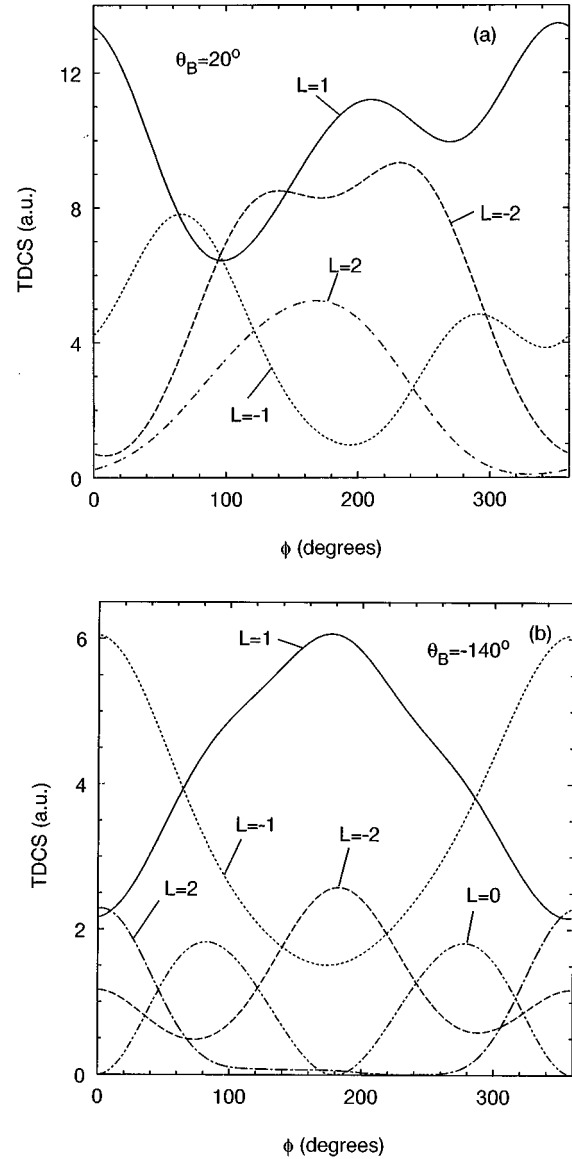 (a)
θB=20°
L=1
L=-2
L=2
L=-1
TDCS (a.u.)
12
8
4
0
0 100 200 300
φ (degrees)
(b)
θB=-140°
L=1
L=-1
L=-2
L=2
L=0
TDCS (a.u.)
6
4
2
0
0 100 200 300
φ (degrees)